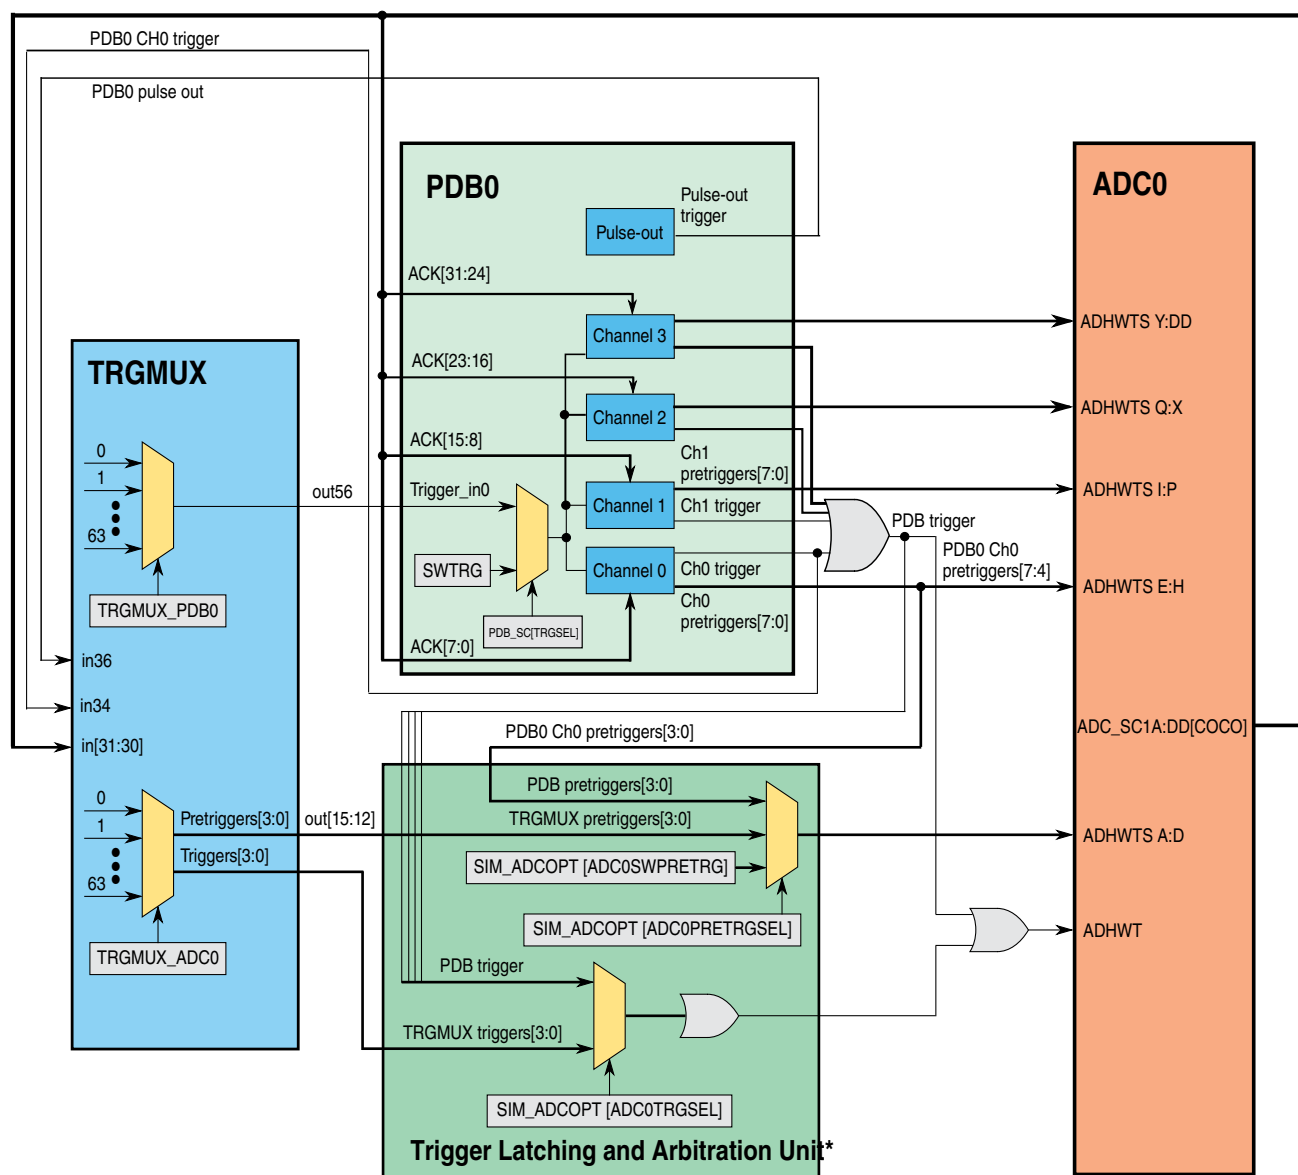 PDB0 CH0 trigger
PDB0 pulse out
PDB0
Pulse-out
trigger
Pulse-out
ACK[31:24]
Channel 3
ACK[23:16]
Channel 2
ACK[15:8]
Ch1
pretriggers[7:0]
Trigger_in0
Channel 1
Ch1 trigger
SWTRG
Channel 0
Ch0 trigger
Ch0
pretriggers[7:0]
PDB_SC[TRGSEL]
ACK[7:0]
PDB trigger
PDB0 Ch0
pretriggers[7:4]
ADC0
ADHWTS Y:DD
ADHWTS Q:X
ADHWTS I:P
ADHWTS E:H
ADC_SC1A:DD[COCO]
ADHWTS A:D
ADHWT
TRGMUX
0
1
63
out56
TRGMUX_PDB0
in36
in34
in[31:30]
0
1
63
Pretriggers[3:0]
out[15:12]
Triggers[3:0]
TRGMUX_ADC0
PDB0 Ch0 pretriggers[3:0]
PDB pretriggers[3:0]
TRGMUX pretriggers[3:0]
SIM_ADCOPT [ADC0SWPRETRG]
SIM_ADCOPT [ADC0PRETRGSEL]
PDB trigger
TRGMUX triggers[3:0]
SIM_ADCOPT [ADC0TRGSEL]
Trigger Latching and Arbitration Unit*